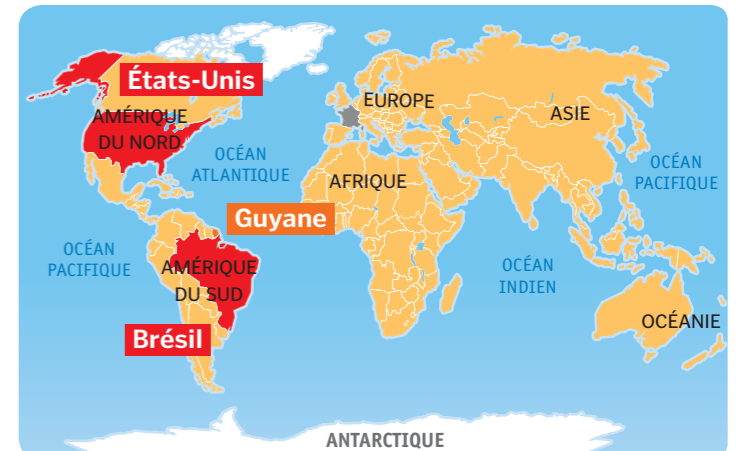 États-Unis
AMÉRIQUE
DU NORD
EUROPE
ASIE
OCÉAN
ATLANTIQUE
OCÉAN
PACIFIQUE
AFRIQUE
Guyane
OCÉAN
PACIFIQUE
AMÉRIQUE
DU SUD
OCÉAN
INDIEN
OCÉANIE
Brésil
ANTARCTIQUE